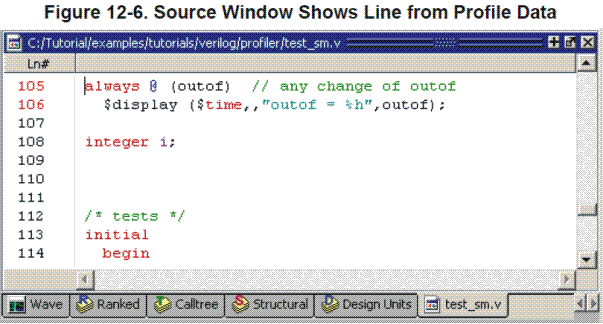 Figure 12-6. Source Window Shows Line from Profile Data
C:/Tutorial/examples/tutorials/verilog/profiler/test_sm.v
Ln#
105 always @ (outof) // any change of outof
106 $display ($time,,"outof = %h",outof);
107
108 integer i;
109
110
111
112 /* tests */
113 initial
114 begin
Wave Ranked Calltree Structural Design Units test_sm.v